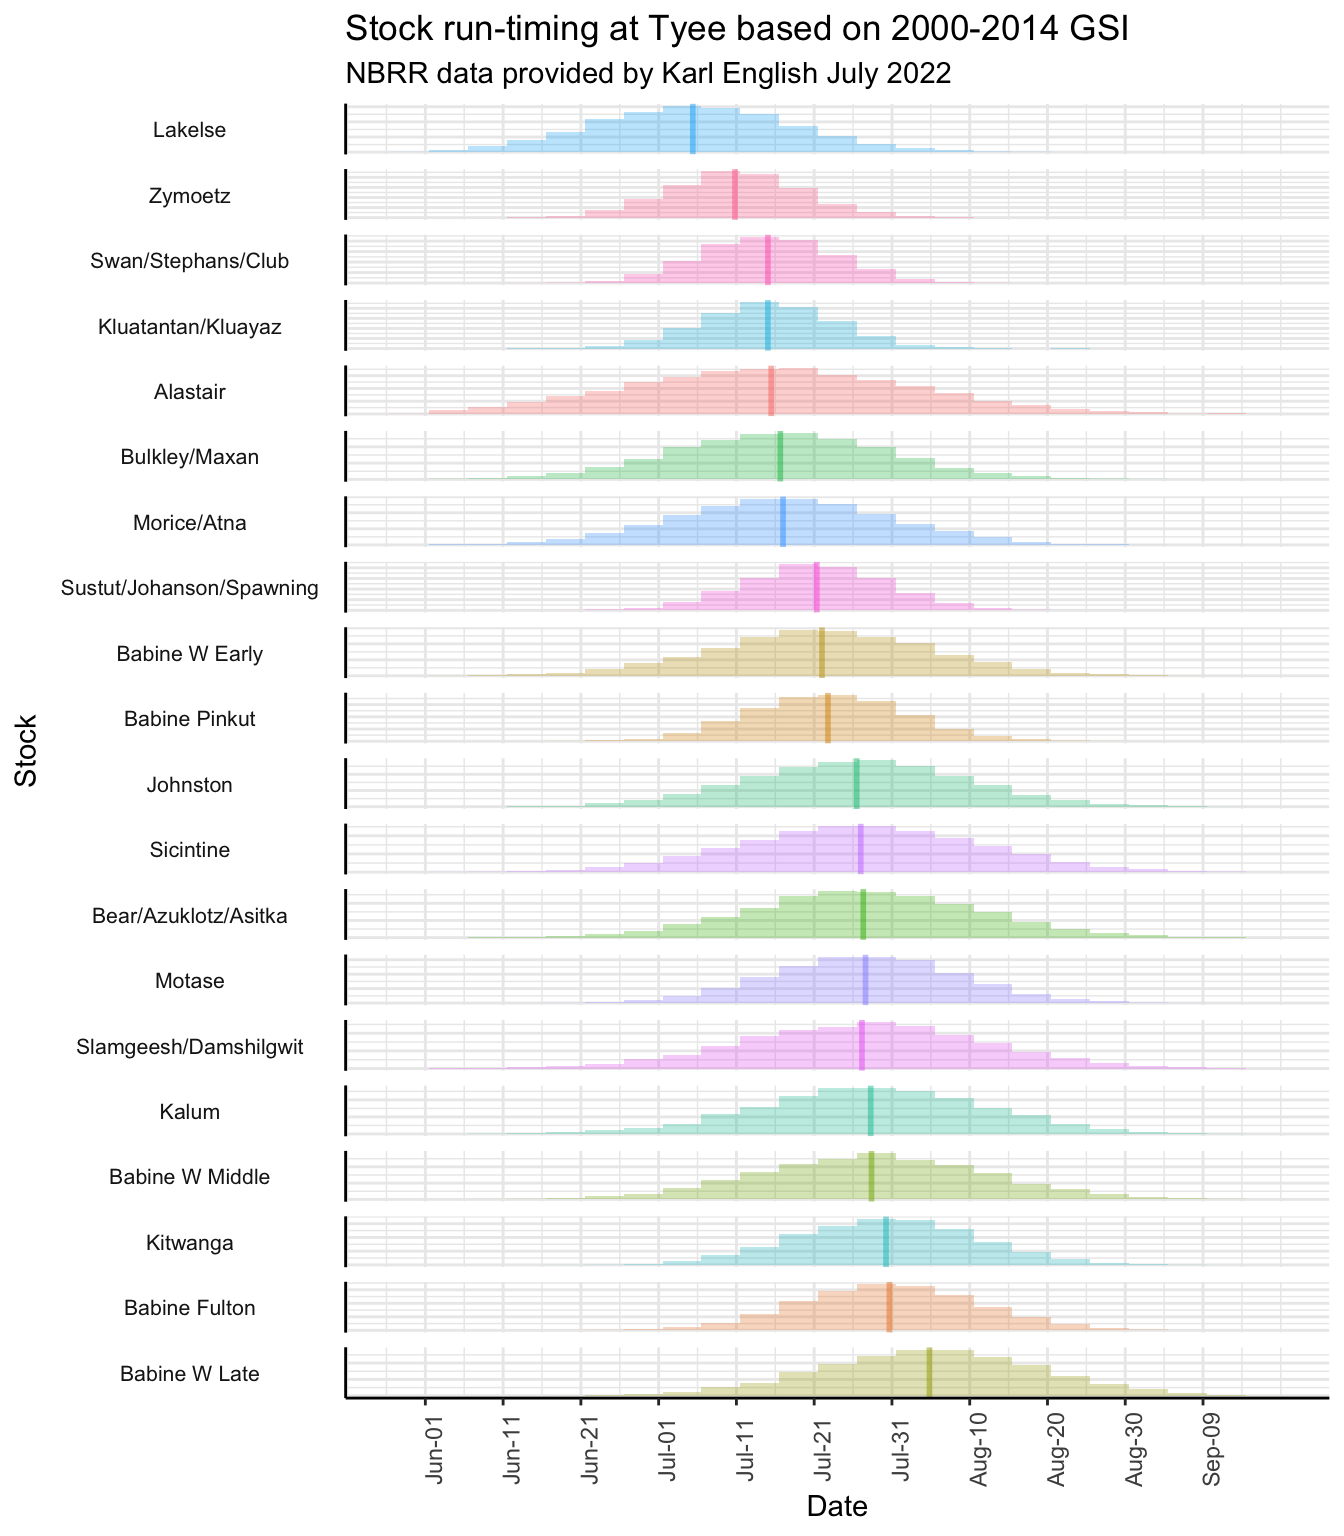 Stock run-timing at Tyee based on 2000-2014 GSI
NBRR data provided by Karl English July 2022
Stock
Lakelse
Zymoetz
Swan/Stephans/Club
Kluatantan/Kluayaz
Alastair
Bulkley/Maxan
Morice/Atna
Sustut/Johanson/Spawning
Babine W Early
Babine Pinkut
Johnston
Sicintine
Bear/Azuklotz/Asitka
Motase
Slamgeesh/Damshilgwit
Kalum
Babine W Middle
Kitwanga
Babine Fulton
Babine W Late
Jun-01
Jun-11
Jun-21
Jul-01
Jul-11
Jul-21
Jul-31
Aug-10
Aug-20
Aug-30
Sep-09
Date